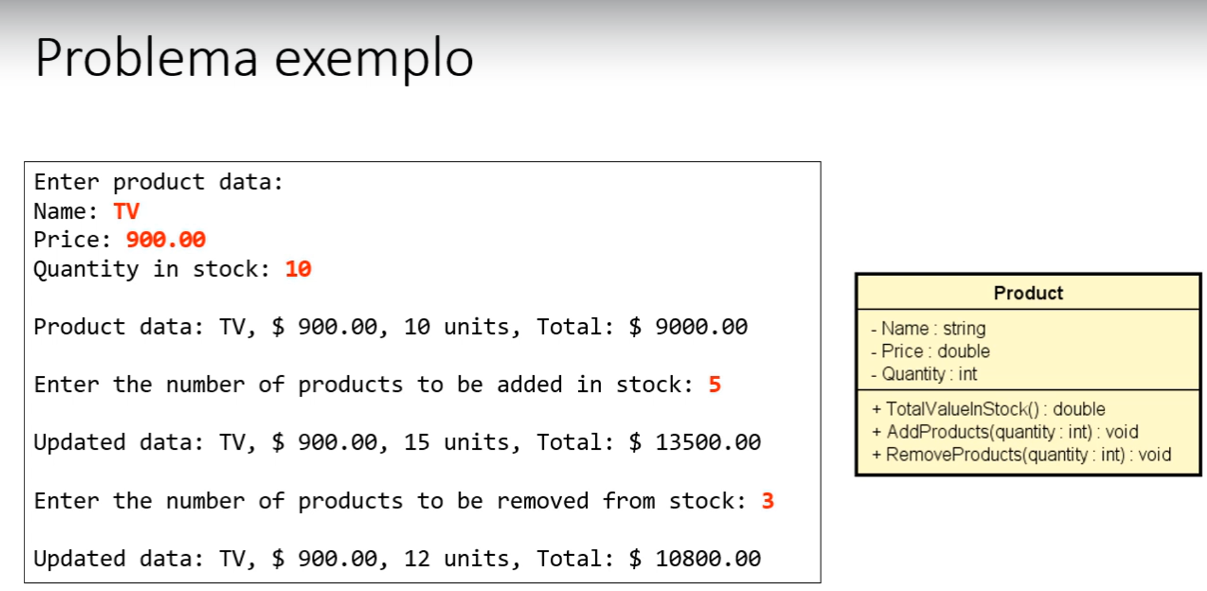 Problema exemplo
Enter product data:
Name: TV
Price: 900.00
Quantity in stock: 10
Product data: TV, $ 900.00, 10 units, Total: $ 9000.00
Enter the number of products to be added in stock: 5
Updated data: TV, $ 900.00, 15 units, Total: $ 13500.00
Enter the number of products to be removed from stock: 3
Updated data: TV, $ 900.00, 12 units, Total: $ 10800.00
Product
- Name : string
- Price : double
- Quantity : int
+ TotalValueInStock() : double
+ AddProducts(quantity : int) : void
+ RemoveProducts(quantity : int) : void